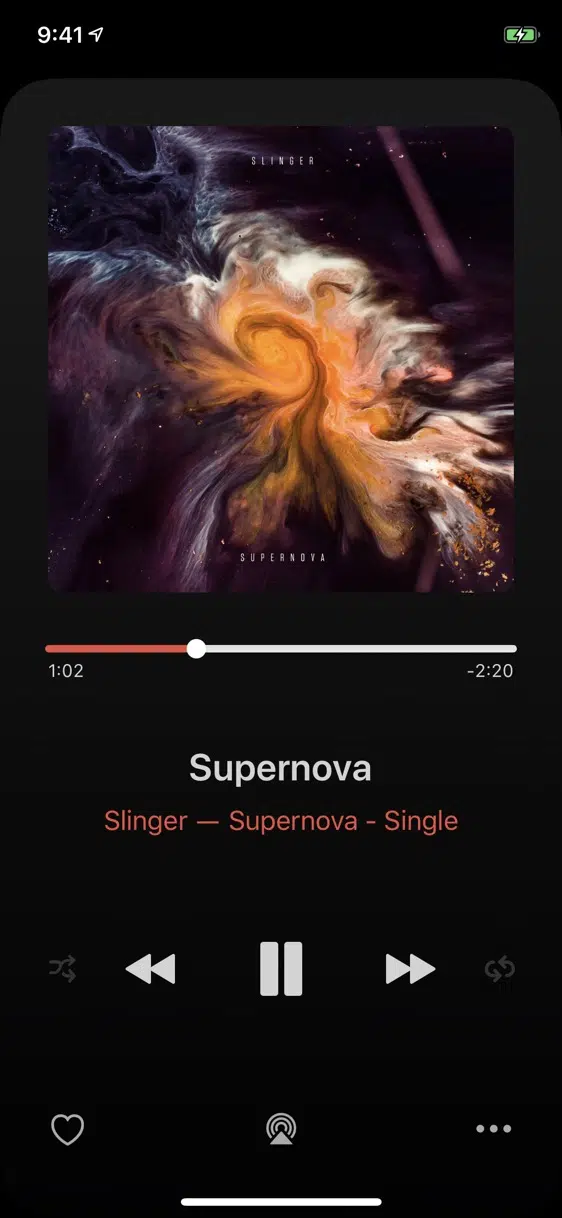 9:41
SLINGER
SUPERNOVA
1:02
-2:20
Supernova
Slinger — Supernova - Single